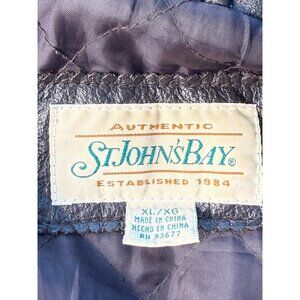 AUTHENTIC
ST. JOHN'S BAY®
ESTABLISHED 1984
XL/XG
MADE IN CHINA
HECHO EN CHINA
RN 93677